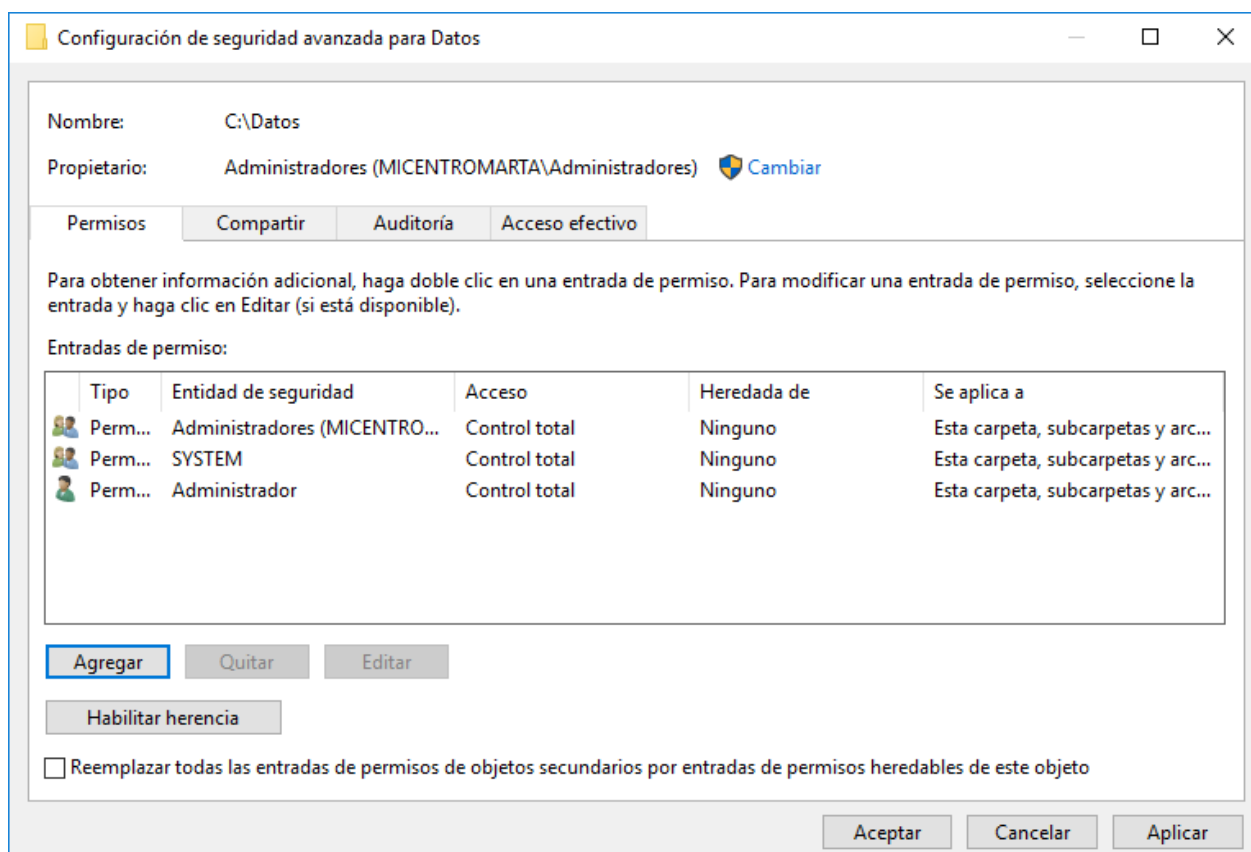 Configuración de seguridad avanzada para Datos
Nombre: C:\Datos
Propietario: Administradores (MICENTROMARTA\Administradores) Cambiar
Permisos Compartir Auditoría Acceso efectivo
Para obtener información adicional, haga doble clic en una entrada de permiso. Para modificar una entrada de permiso, seleccione la
entrada y haga clic en Editar (si está disponible).
Entradas de permiso:
Tipo Entidad de seguridad Acceso Heredada de Se aplica a
Perm... Administradores (MICENTRO... Control total Ninguno Esta carpeta, subcarpetas y arc...
Perm... SYSTEM Control total Ninguno Esta carpeta, subcarpetas y arc...
Perm... Administrador Control total Ninguno Esta carpeta, subcarpetas y arc...
Agregar Quitar Editar
Habilitar herencia
Reemplazar todas las entradas de permisos de objetos secundarios por entradas de permisos heredables de este objeto
Aceptar Cancelar Aplicar